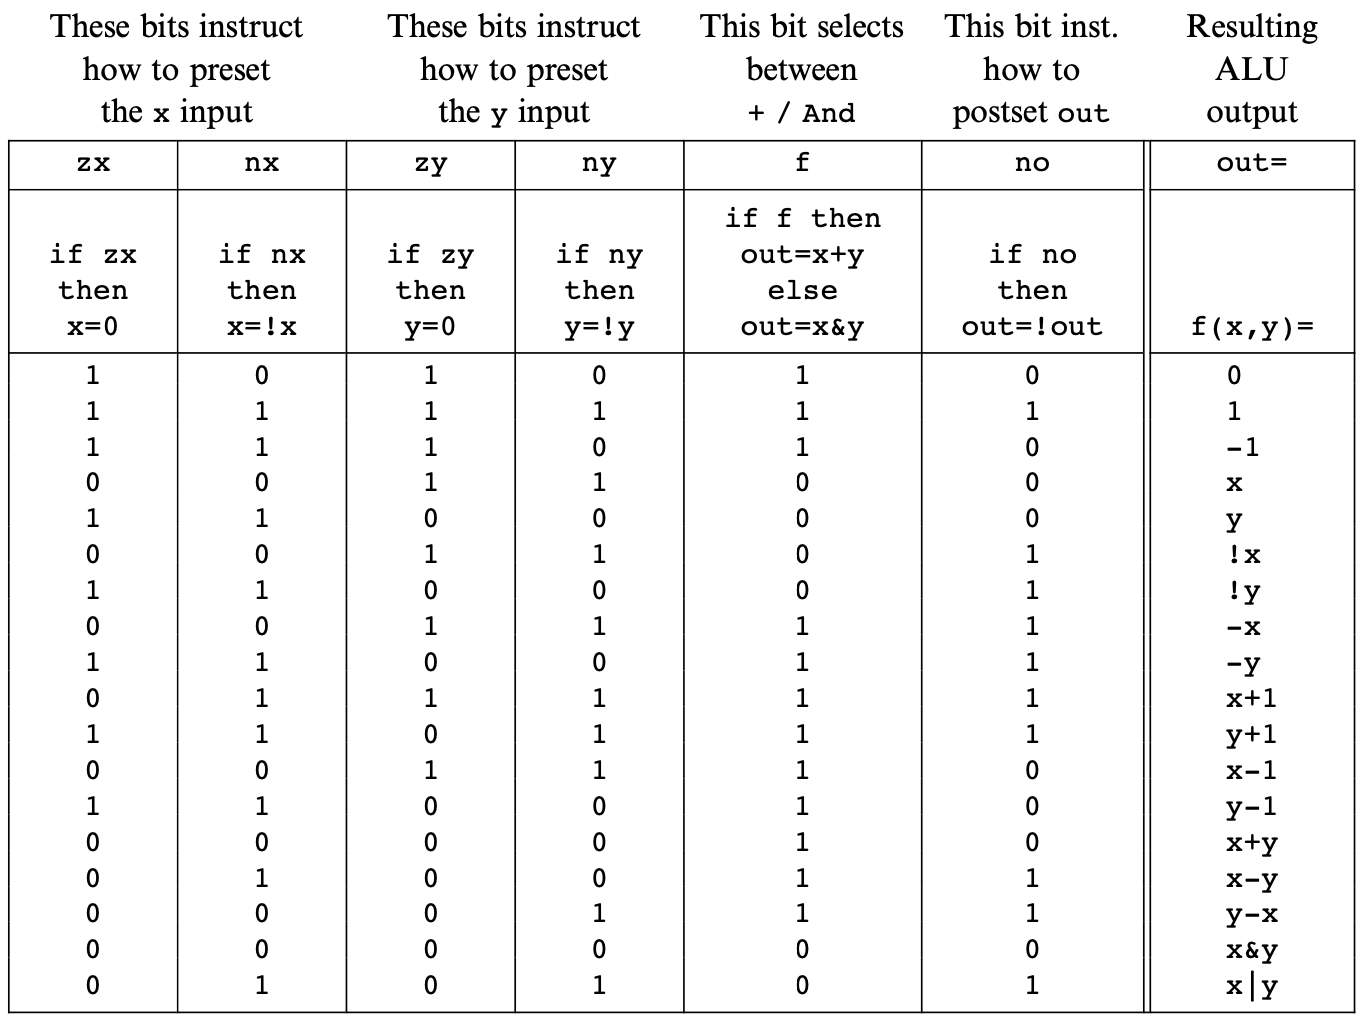 These bits instruct how to preset the x input
These bits instruct how to preset the y input
This bit selects between + / And
This bit inst. how to postset out
Resulting ALU output
zx nx zy ny f no out=
if zx then x=0
if nx then x=!x
if zy then y=0
if ny then y=!y
if f then out=x+y else out=x&y
if no then out=!out
f(x,y)=
1 0 1 0 1 0 0
1 1 1 1 1 1 1
1 1 1 0 1 0 -1
0 0 1 1 0 0 x
1 1 0 0 0 0 y
0 0 1 1 0 1 !x
1 1 0 0 0 1 !y
0 0 1 1 1 1 -x
1 1 0 0 1 1 -y
0 1 1 1 1 1 x+1
1 1 0 1 1 1 y+1
0 0 1 1 1 0 x-1
1 1 0 0 1 0 y-1
0 0 0 0 1 0 x+y
0 1 0 0 1 1 x-y
0 0 0 1 1 1 y-x
0 0 0 0 0 0 x&y
0 1 0 1 0 1 x|y